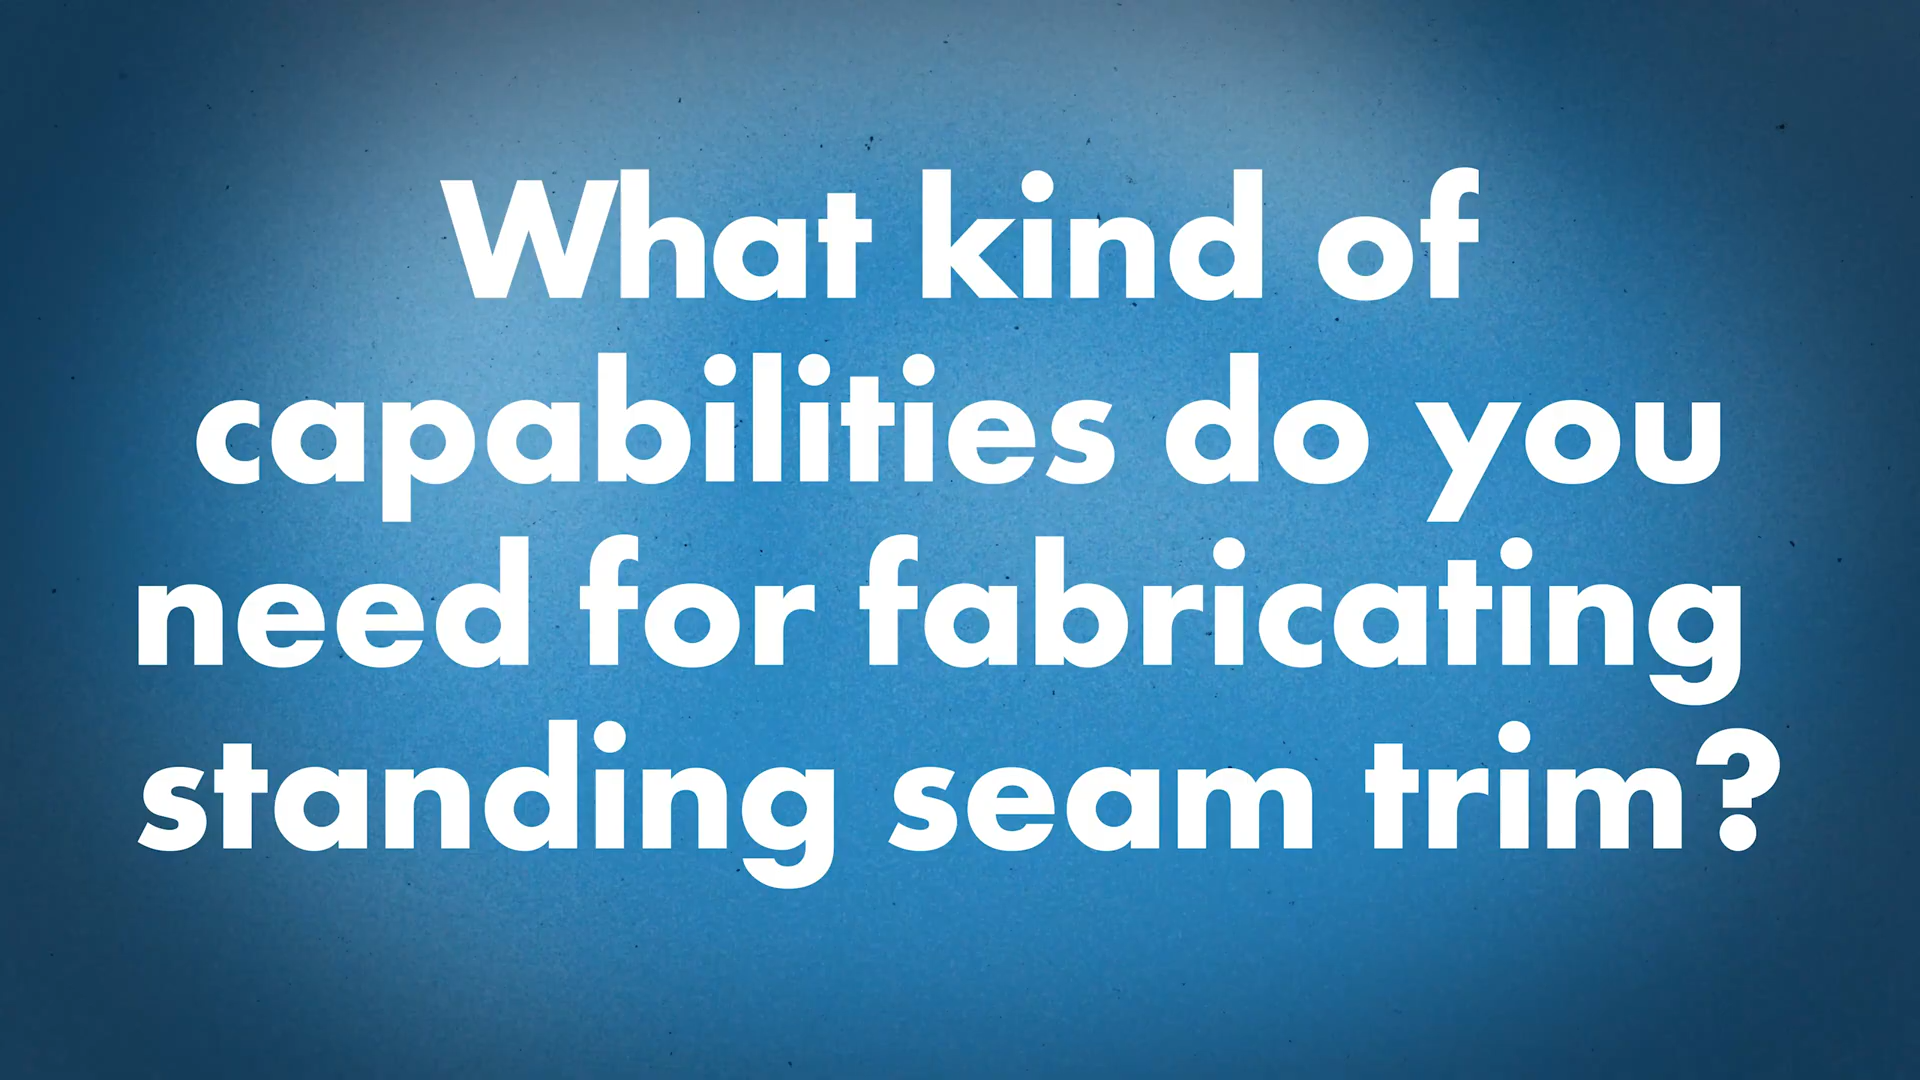 What kind of
capabilities do you
need for fabricating
standing seam trim?